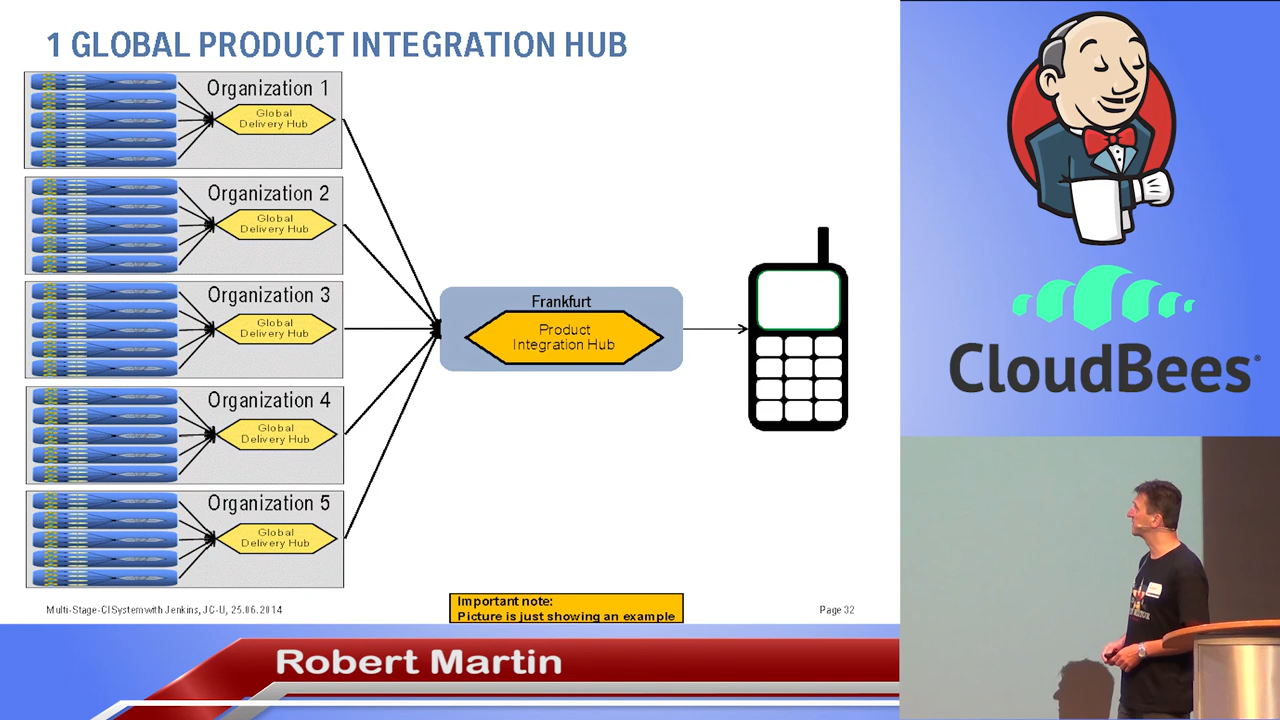 1 GLOBAL PRODUCT INTEGRATION HUB
Organization 1
Global
Delivery Hub
Organization 2
Global
Delivery Hub
Organization 3
Global
Delivery Hub
Organization 4
Global
Delivery Hub
Organization 5
Global
Delivery Hub
Frankfurt
Product
Integration Hub
Important note:
Picture is just showing an example
Multi-Stage-CI System with Jenkins, JC-U, 25.06.2014
Page 32
Robert Martin
CloudBees